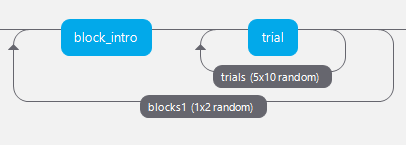 block_intro
trial
trials (5x10 random)
blocks1 (1x2 random)